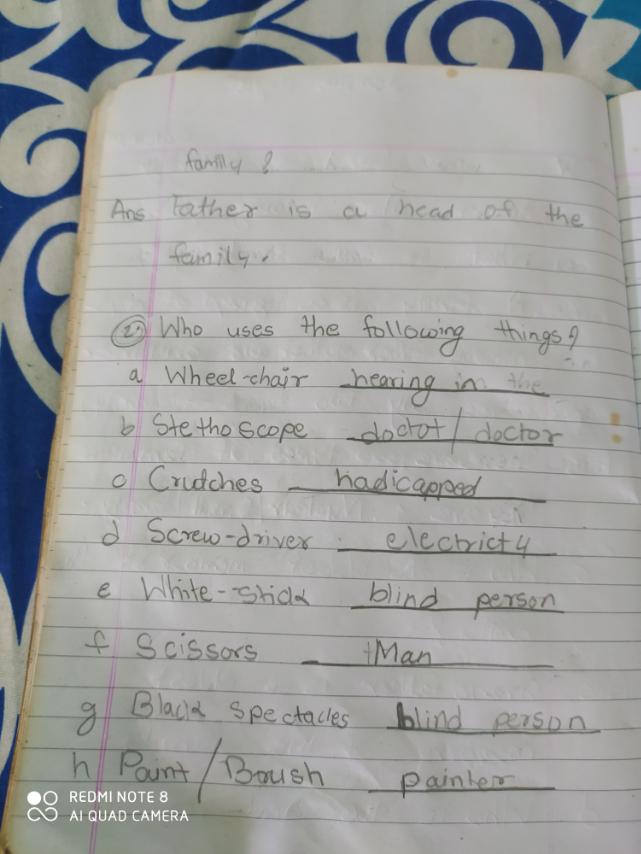 family ?
Ans Father is a head of the
family.
2) Who uses the following things?
a Wheel-chair hearing in the
b Stethoscope doctot/doctor
c Crutches hadicapped
d Screw-driver electricty
e White-stick blind person
f Scissors Man
g Black spectacles blind person
h Paint/Boush painter
REDMI NOTE 8
AI QUAD CAMERA